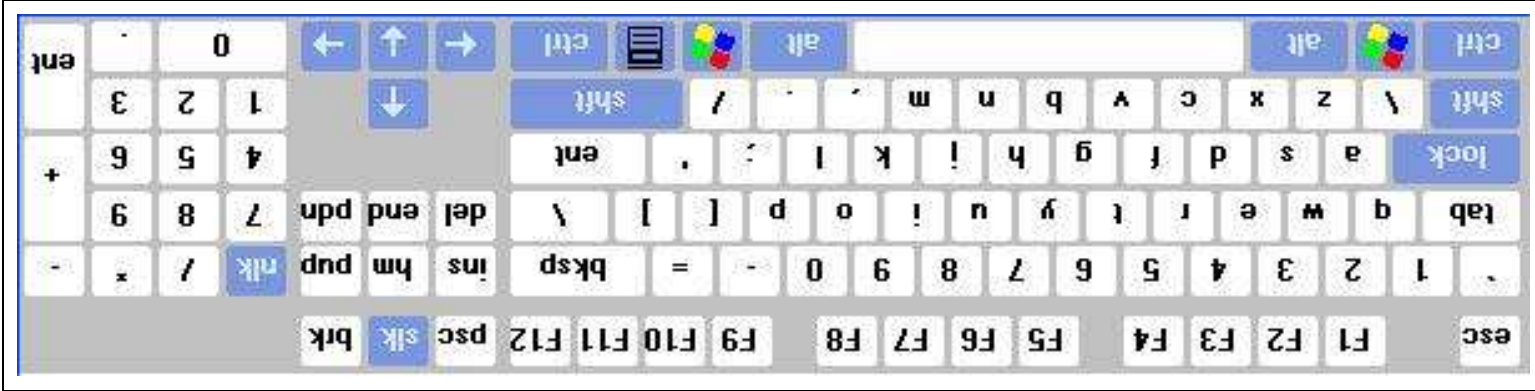 esc F1 F2 F3 F4 F5 F6 F7 F8 F9 F10 F11 F12 psc slk brk
` 1 2 3 4 5 6 7 8 9 0 - = bksp ins hm pup nlk / * -
tab q w e r t y u i o p [ ] \ del end pdn 7 8 9 +
lock a s d f g h j k l ; ' ent 4 5 6
shft \ z x c v b n m , . / shft ↑ 1 2 3 ent
ctrl alt alt ctrl ← ↓ → 0 .